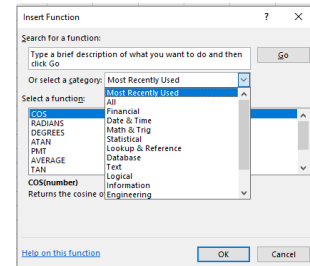 Insert Function
? X
Search for a function:
Type a brief description of what you want to do and then
click Go
Go
Or select a category: Most Recently Used
Most Recently Used
All
Select a function:
Financial
Date & Time
Math & Trig
Statistical
Lookup & Reference
Database
Text
Logical
Information
Engineering
COS
RADIANS
DEGREES
ATAN
PMT
AVERAGE
TAN
COS(number)
Returns the cosine o
Help on this function
OK
Cancel